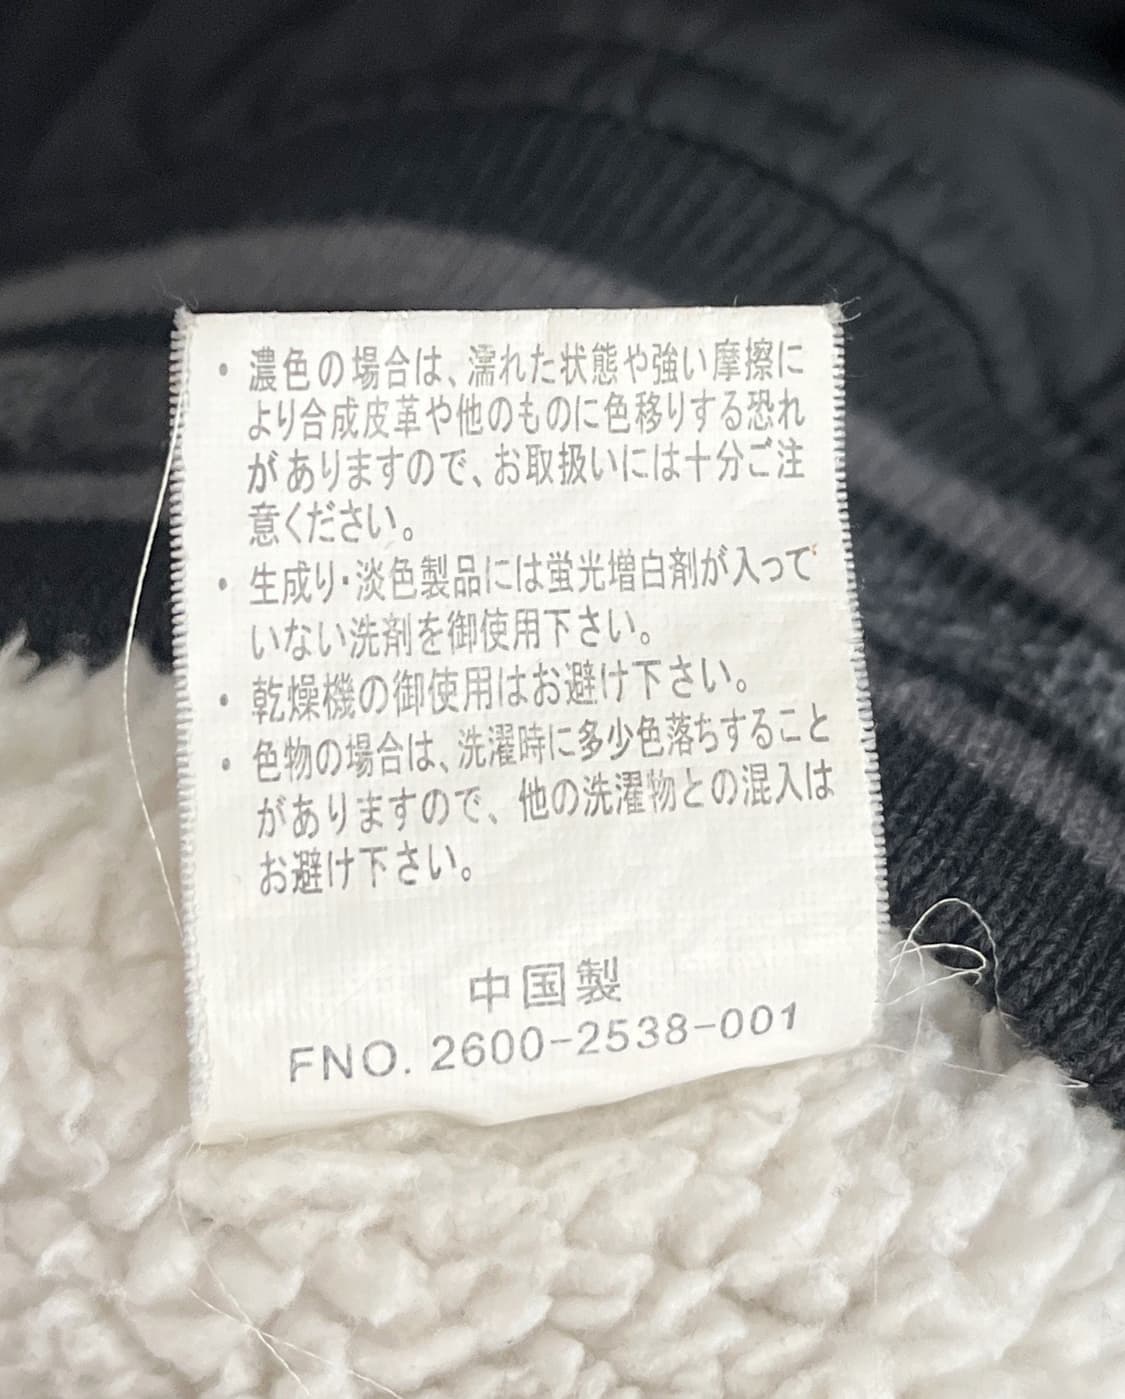 ・濃色の場合は、濡れた状態や強い摩擦に
より合成皮革や他のものに色移りする恐れ
がありますので、お取扱いには十分ご注
意ください。
・生成り・淡色製品には蛍光増白剤が入って
いない洗剤を御使用下さい。
・乾燥機の御使用はお避け下さい。
・色物の場合は、洗濯時に多少色落ちすること
がありますので、他の洗濯物との混入は
お避け下さい。
中国製
FNO. 2600-2538-001